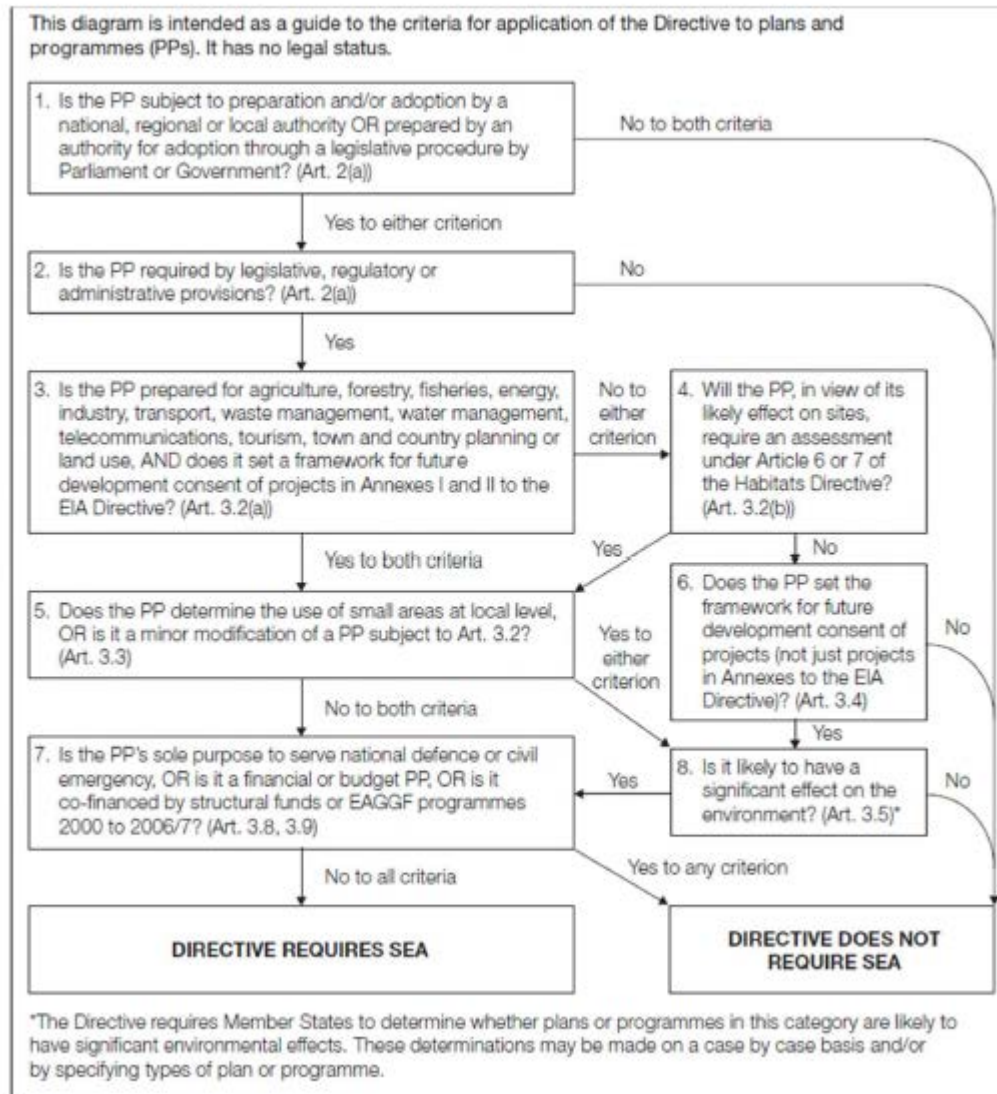 This diagram is intended as a guide to the criteria for application of the Directive to plans and
programmes (PPs). It has no legal status.
1. Is the PP subject to preparation and/or adoption by a
national, regional or local authority OR prepared by an
authority for adoption through a legislative procedure by
Parliament or Government? (Art. 2(a))
No to both criteria
Yes to either criterion
2. Is the PP required by legislative, regulatory or
administrative provisions? (Art. 2(a))
No
Yes
3. Is the PP prepared for agriculture, forestry, fisheries, energy,
industry, transport, waste management, water management,
telecommunications, tourism, town and country planning or
land use, AND does it set a framework for future
development consent of projects in Annexes I and II to the
EIA Directive? (Art. 3.2(a))
No to
either
criterion
4. Will the PP, in view of its
likely effect on sites,
require an assessment
under Article 6 or 7 of
the Habitats Directive?
(Art. 3.2(b))
Yes to both criteria
Yes
No
5. Does the PP determine the use of small areas at local level,
OR is it a minor modification of a PP subject to Art. 3.2?
(Art. 3.3)
Yes to
either
criterion
6. Does the PP set the
framework for future
development consent of
projects (not just projects
in Annexes to the EIA
Directive)? (Art. 3.4)
No
No to both criteria
Yes
7. Is the PP's sole purpose to serve national defence or civil
emergency, OR is it a financial or budget PP, OR is it
co-financed by structural funds or EAGGF programmes
2000 to 2006/7? (Art. 3.8, 3.9)
Yes
8. Is it likely to have a
significant effect on the
environment? (Art. 3.5)*
No
No to all criteria
Yes to any criterion
DIRECTIVE REQUIRES SEA
DIRECTIVE DOES NOT
REQUIRE SEA
*The Directive requires Member States to determine whether plans or programmes in this category are likely to
have significant environmental effects. These determinations may be made on a case by case basis and/or
by specifying types of plan or programme.